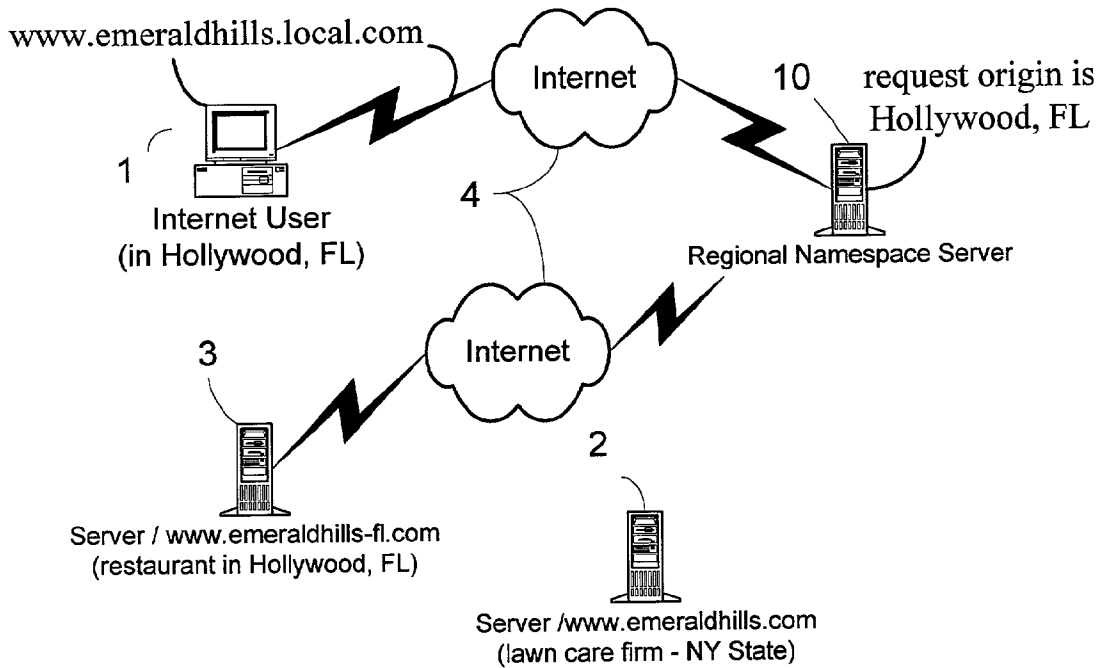 www.emeraldhills.local.com
Internet
10
request origin is
Hollywood, FL
1
4
Internet User
(in Hollywood, FL)
Regional Namespace Server
Internet
3
2
Server / www.emeraldhills-fl.com
(restaurant in Hollywood, FL)
Server /www.emeraldhills.com
(lawn care firm - NY State)